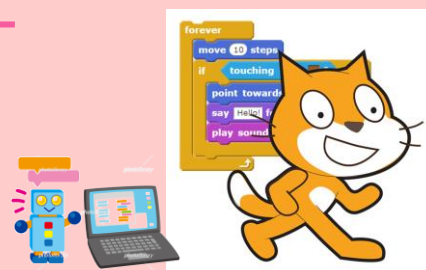 forever
move 10 steps
if touching
point towards
say Hello!
play sound